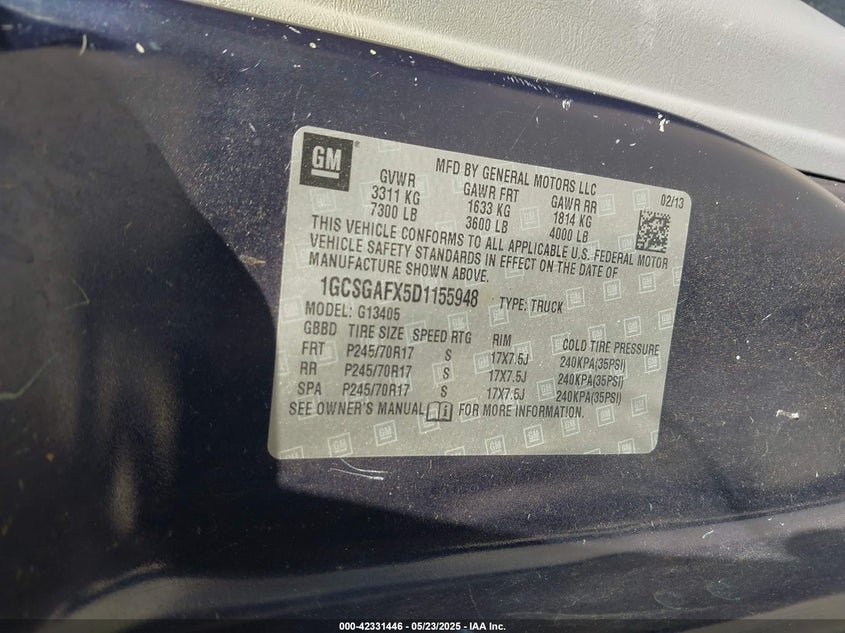 GM
MFD BY GENERAL MOTORS LLC
GVWR GAWR FRT GAWR RR 02/13
3311 KG 1633 KG 1814 KG
7300 LB 3600 LB 4000 LB
THIS VEHICLE CONFORMS TO ALL APPLICABLE U.S. FEDERAL MOTOR
VEHICLE SAFETY STANDARDS IN EFFECT ON THE DATE OF
MANUFACTURE SHOWN ABOVE.
1GCSGAFX5D1155948 TYPE: TRUCK
MODEL: G13405
GBBD TIRE SIZE SPEED RTG RIM COLD TIRE PRESSURE
FRT P245/70R17 S 17X7.5J 240KPA(35PSI)
RR P245/70R17 S 17X7.5J 240KPA(35PSI)
SPA P245/70R17 S 17X7.5J 240KPA(35PSI)
SEE OWNER'S MANUAL FOR MORE INFORMATION.
000-42331446 - 05/23/2025 - IAA Inc.